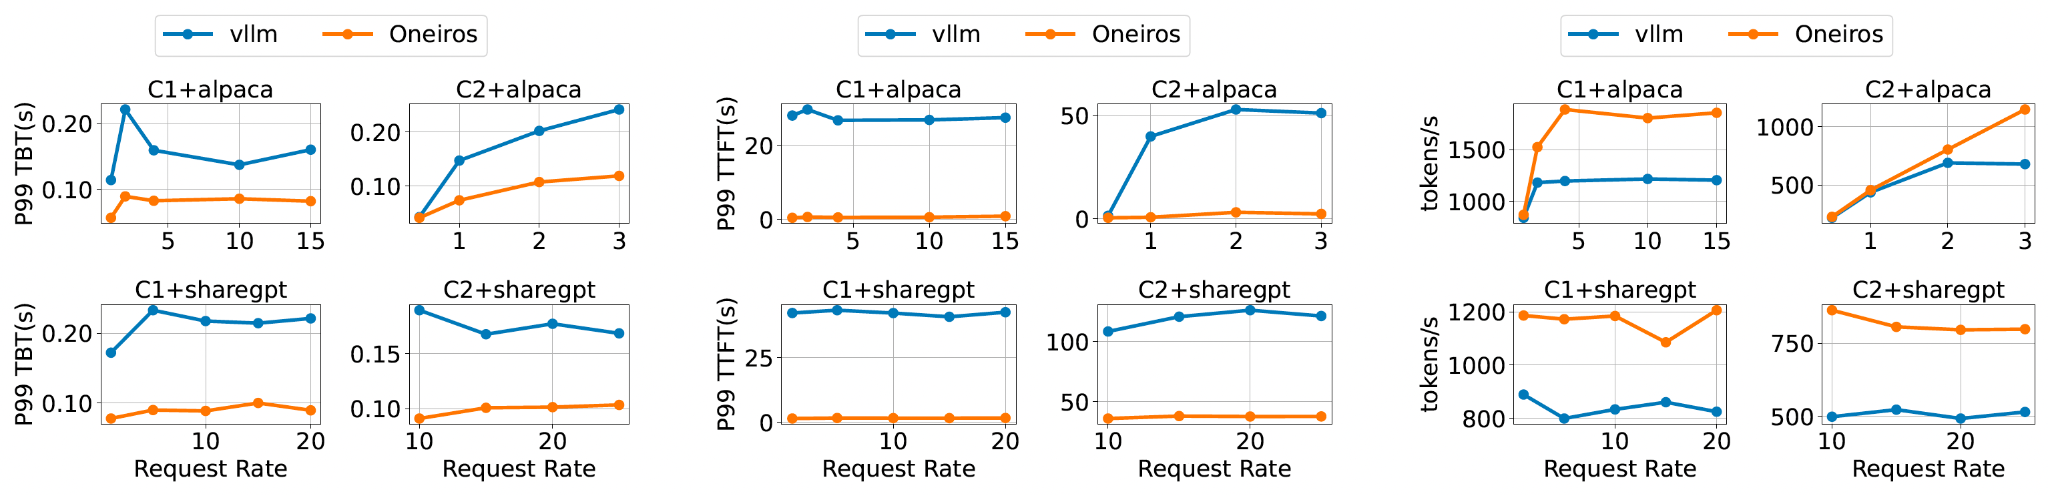 vllm Oneiros
C1+alpaca
C2+alpaca
P99 TBT(s)
0.20
0.10
5 10 15
0.20
0.10
1 2 3
C1+sharegpt
C2+sharegpt
P99 TBT(s)
0.20
0.10
10 20
Request Rate
0.15
0.10
10 20
Request Rate
vllm Oneiros
C1+alpaca
C2+alpaca
P99 TTFT(s)
20
0
5 10 15
50
0
1 2 3
C1+sharegpt
C2+sharegpt
P99 TTFT(s)
25
0
10 20
Request Rate
100
50
10 20
Request Rate
vllm Oneiros
C1+alpaca
C2+alpaca
tokens/s
1500
1000
5 10 15
1000
500
1 2 3
C1+sharegpt
C2+sharegpt
tokens/s
1200
1000
800
10 20
Request Rate
750
500
10 20
Request Rate